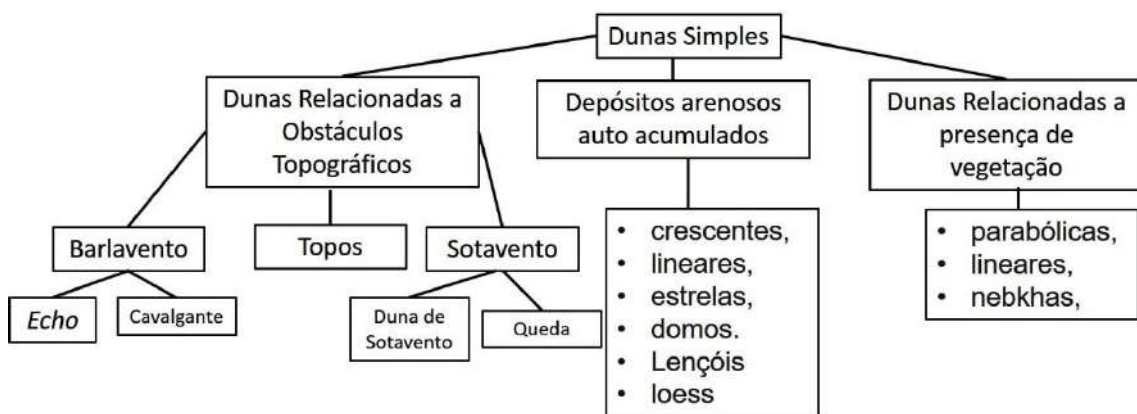 Dunas Simples
Dunas Relacionadas a
Obstáculos
Topográficos
Depósitos arenosos
auto acumulados
Dunas Relacionadas a
presença de
vegetação
Barlavento
Topos
Sotavento
Echo
Cavalgante
Duna de
Sotavento
Queda
• crescentes,
• lineares,
• estrelas,
• domos.
• Lençóis
• loess
• parabólicas,
• lineares,
• nebkhas,